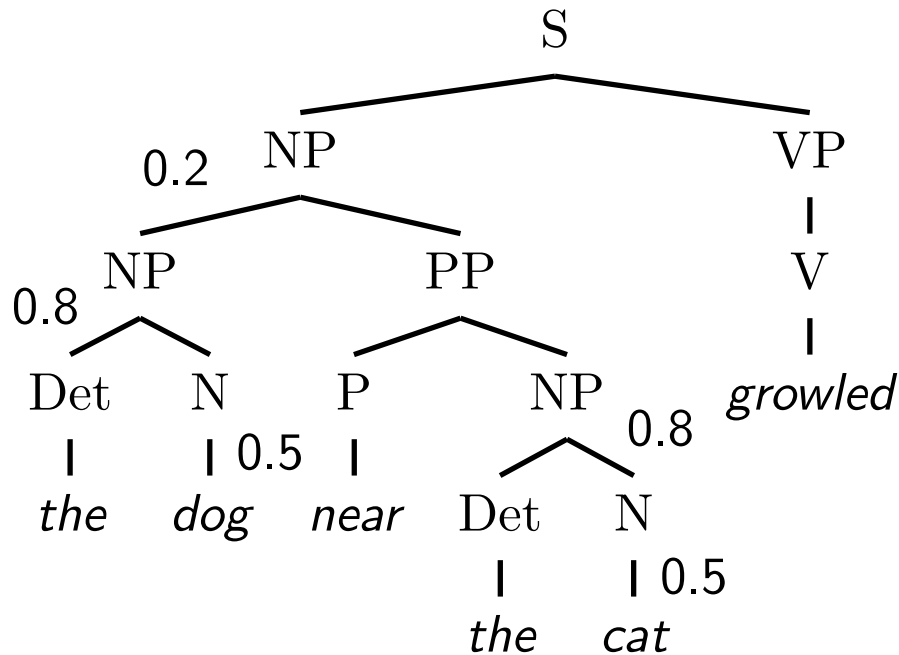 S
NP VP
0.2
NP PP V
0.8
Det N P NP growled
0.5 0.8
the dog near Det N
0.5
the cat